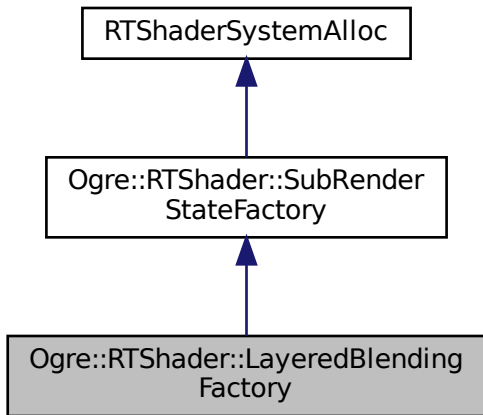 RTShaderSystemAlloc
Ogre::RTShader::SubRender
StateFactory
Ogre::RTShader::LayeredBlending
Factory